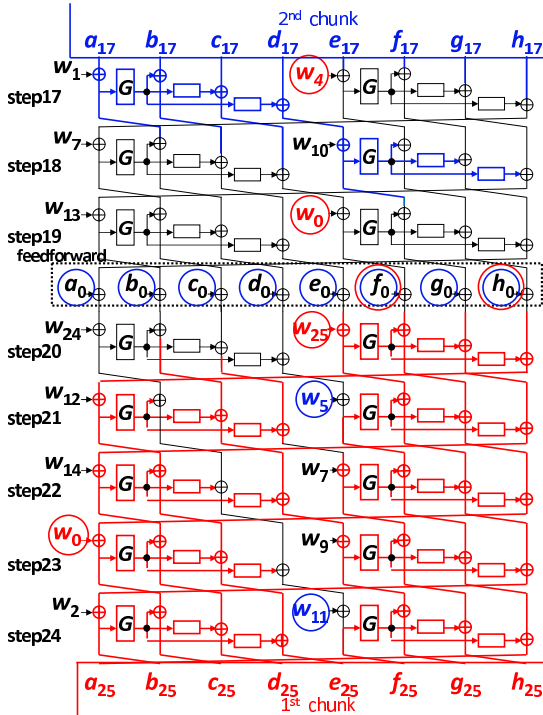 2nd chunk
a17 b17 c17 d17 e17 f17 g17 h17
w1 G w4 G
step17
w7 G w10 G
step18
w13 G w0 G
step19
feedforward
a0 b0 c0 d0 e0 f0 g0 h0
w24 G w25 G
step20
w12 G w5 G
step21
w14 G w7 G
step22
w0 G w9 G
step23
w2 G w11 G
step24
a25 b25 c25 d25 e25 f25 g25 h25
1st chunk